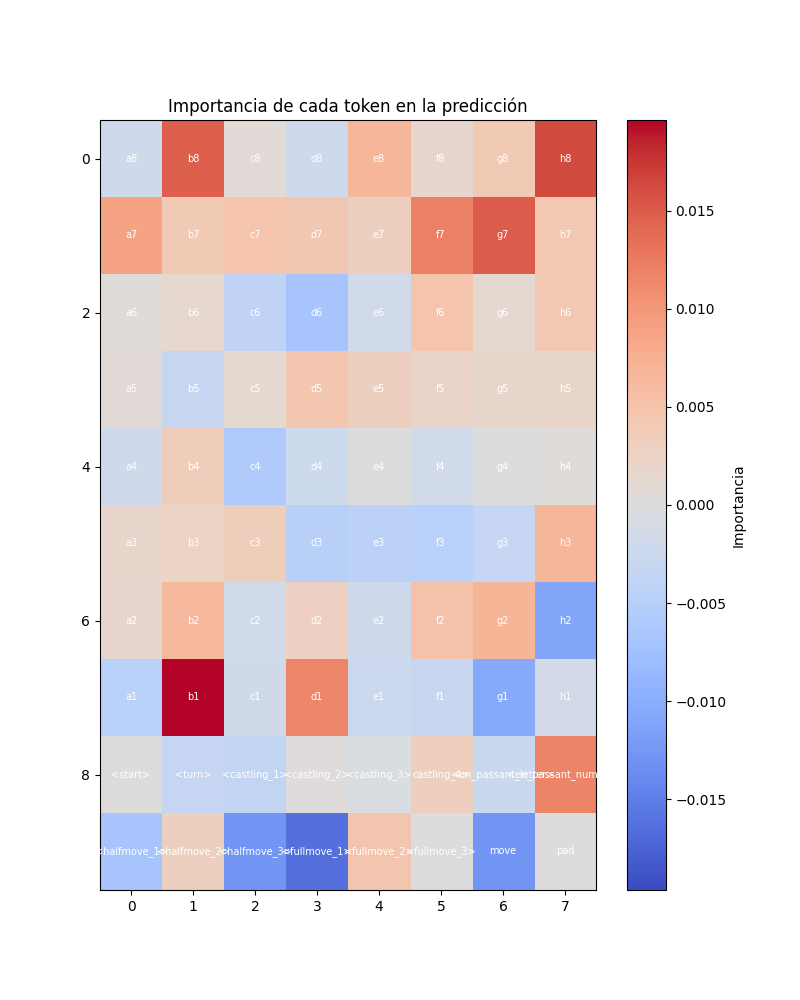 Importancia de cada token en la predicción
0 a8 b8 c8 d8 e8 f8 g8 h8
a7 b7 c7 d7 e7 f7 g7 h7
2 a6 b6 c6 d6 e6 f6 g6 h6
a5 b5 c5 d5 e5 f5 g5 h5
4 a4 b4 c4 d4 e4 f4 g4 h4
a3 b3 c3 d3 e3 f3 g3 h3
6 a2 b2 c2 d2 e2 f2 g2 h2
a1 b1 c1 d1 e1 f1 g1 h1
8 <start> <turn> <castling_1> <castling_2> <castling_3>
<halfmove_1> <halfmove_2> <halfmove_3> <fullmove_1> <fullmove_2> <fullmove_3> move pad
0 1 2 3 4 5 6 7
0.015
0.010
0.005
0.000
−0.005
−0.010
−0.015
Importancia